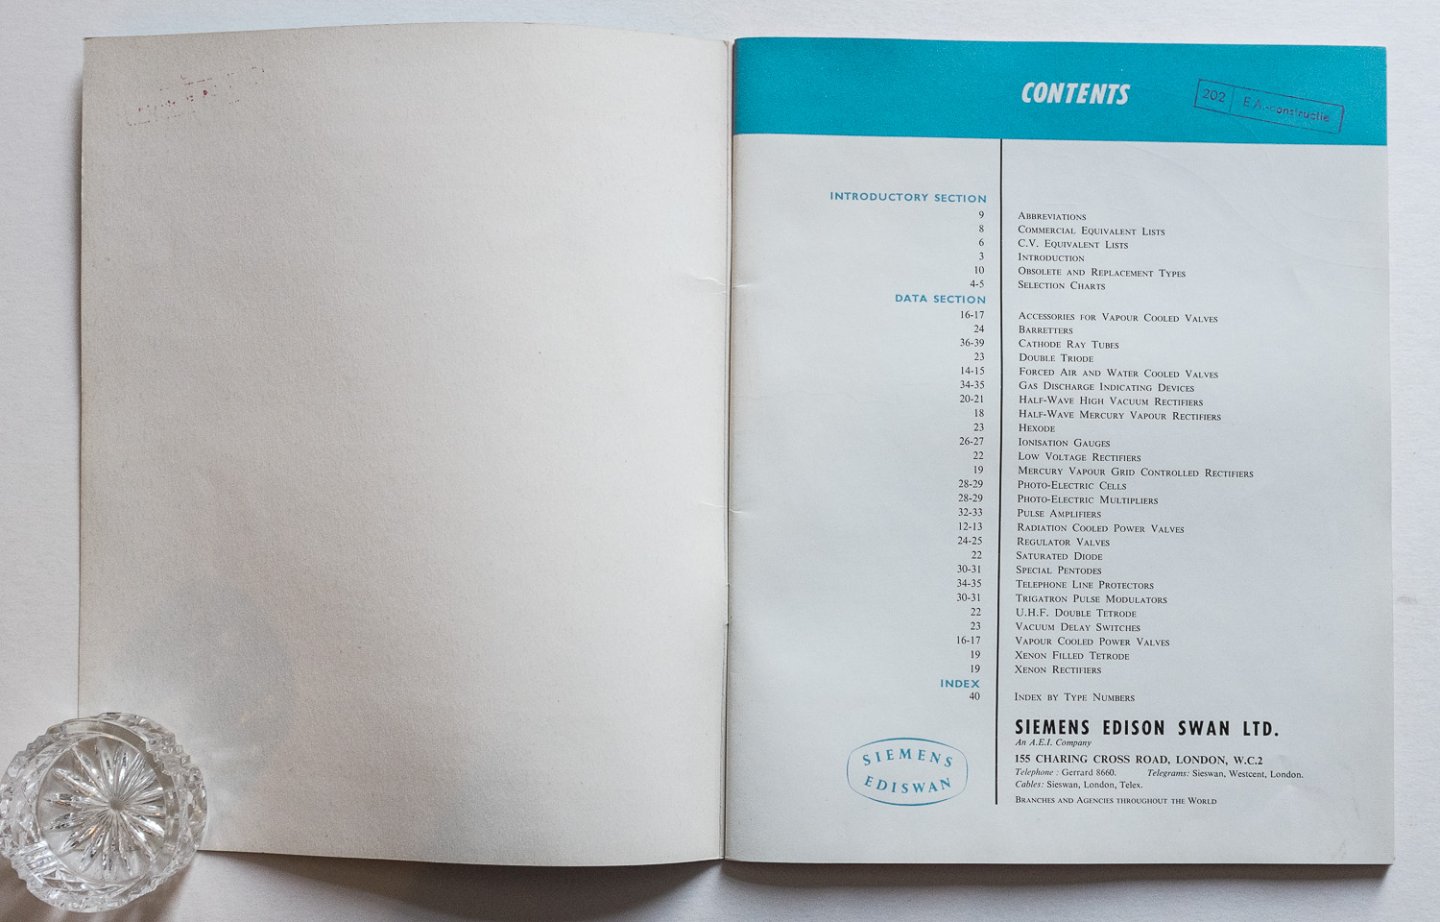 CONTENTS
202 E.A.-constructie
INTRODUCTORY SECTION
9 Abbreviations
8 Commercial Equivalent Lists
6 C.V. Equivalent Lists
3 Introduction
10 Obsolete and Replacement Types
4-5 Selection Charts
DATA SECTION
16-17 Accessories for Vapour Cooled Valves
24 Barretters
36-39 Cathode Ray Tubes
23 Double Triode
14-15 Forced Air and Water Cooled Valves
34-35 Gas Discharge Indicating Devices
20-21 Half-Wave High Vacuum Rectifiers
18 Half-Wave Mercury Vapour Rectifiers
23 Hexode
26-27 Ionisation Gauges
22 Low Voltage Rectifiers
19 Mercury Vapour Grid Controlled Rectifiers
28-29 Photo-Electric Cells
28-29 Photo-Electric Multipliers
32-33 Pulse Amplifiers
12-13 Radiation Cooled Power Valves
24-25 Regulator Valves
22 Saturated Diode
30-31 Special Pentodes
34-35 Telephone Line Protectors
30-31 Trigatron Pulse Modulators
22 U.H.F. Double Tetrode
23 Vacuum Delay Switches
16-17 Vapour Cooled Power Valves
19 Xenon Filled Tetrode
19 Xenon Rectifiers
INDEX
40 Index by Type Numbers
SIEMENS EDISON SWAN LTD.
An A.E.I. Company
155 CHARING CROSS ROAD, LONDON, W.C.2
Telephone : Gerrard 8660. Telegrams: Sieswan, Westcent, London.
Cables: Sieswan, London, Telex.
Branches and Agencies throughout the World
SIEMENS
EDISWAN